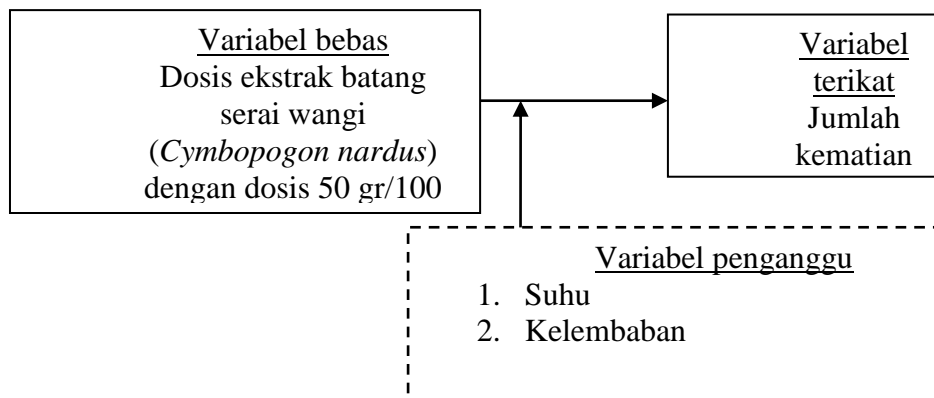 Variabel bebas
Dosis ekstrak batang
serai wangi
(Cymbopogon nardus)
dengan dosis 50 gr/100
Variabel
terikat
Jumlah
kematian
Variabel penganggu
1. Suhu
2. Kelembaban